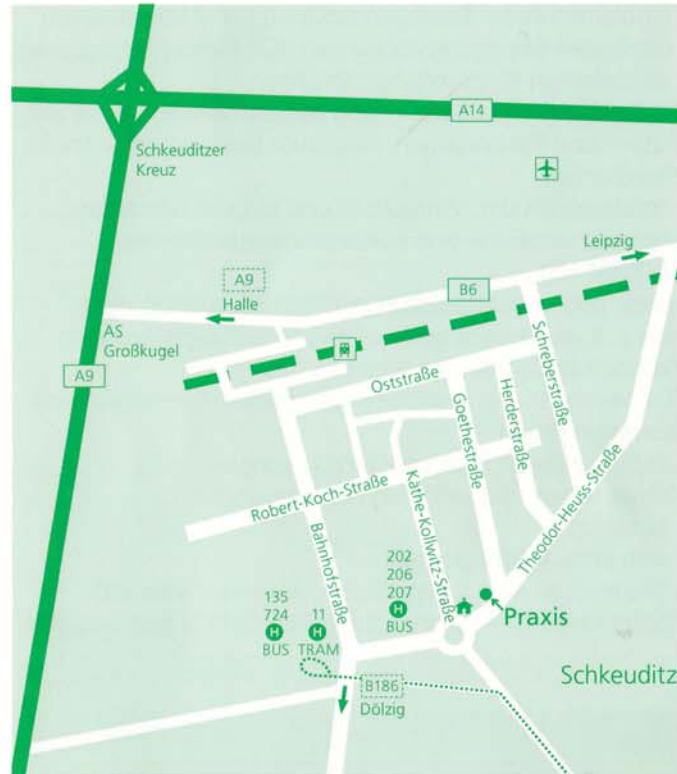 A14
Schkeuditzer
Kreuz
Leipzig
A9
Halle
B6
AS
Großkugel
A9
Oststraße
Schreberstraße
Herderstraße
Goethestraße
Theodor-Heuss-Straße
Robert-Koch-Straße
Käthe-Kollwitz-Straße
Bahnhofstraße
202
206
207
H
BUS
135
724
H
BUS
11
H
TRAM
Praxis
Schkeuditz
B186
Dölzig